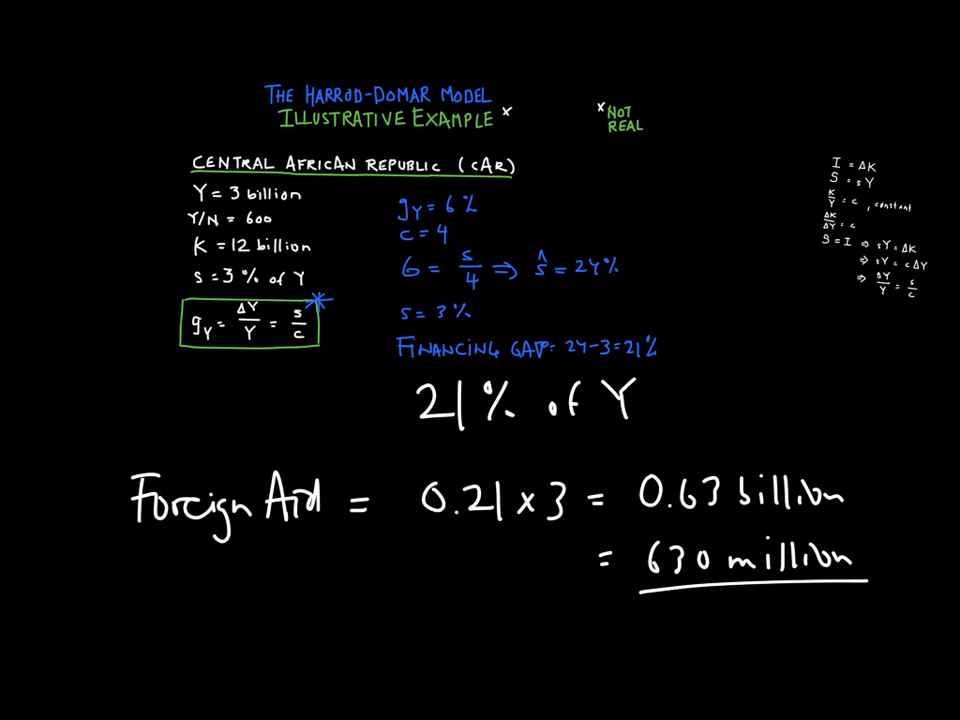 THE HARROD-DOMAR MODEL
ILLUSTRATIVE EXAMPLE ×
× NOT
REAL
CENTRAL AFRICAN REPUBLIC (CAR)
Y = 3 billion
Y/N = 600
K = 12 billion
s = 3 % of Y
g_Y = ΔY/Y = s/c
g_Y = 6 %
c = 4
6 = s/4 ⇒ ŝ = 24 %
s = 3 %
FINANCING GAP = 24 - 3 = 21 %
21 % of Y
Foreign Aid = 0.21 × 3 = 0.63 billion
= 630 million
I = ΔK
S = sY
K/Y = c, constant
ΔK/ΔY = c
S = I ⇒ sY = ΔK
⇒ sY = cΔY
⇒ ΔY/Y = s/c